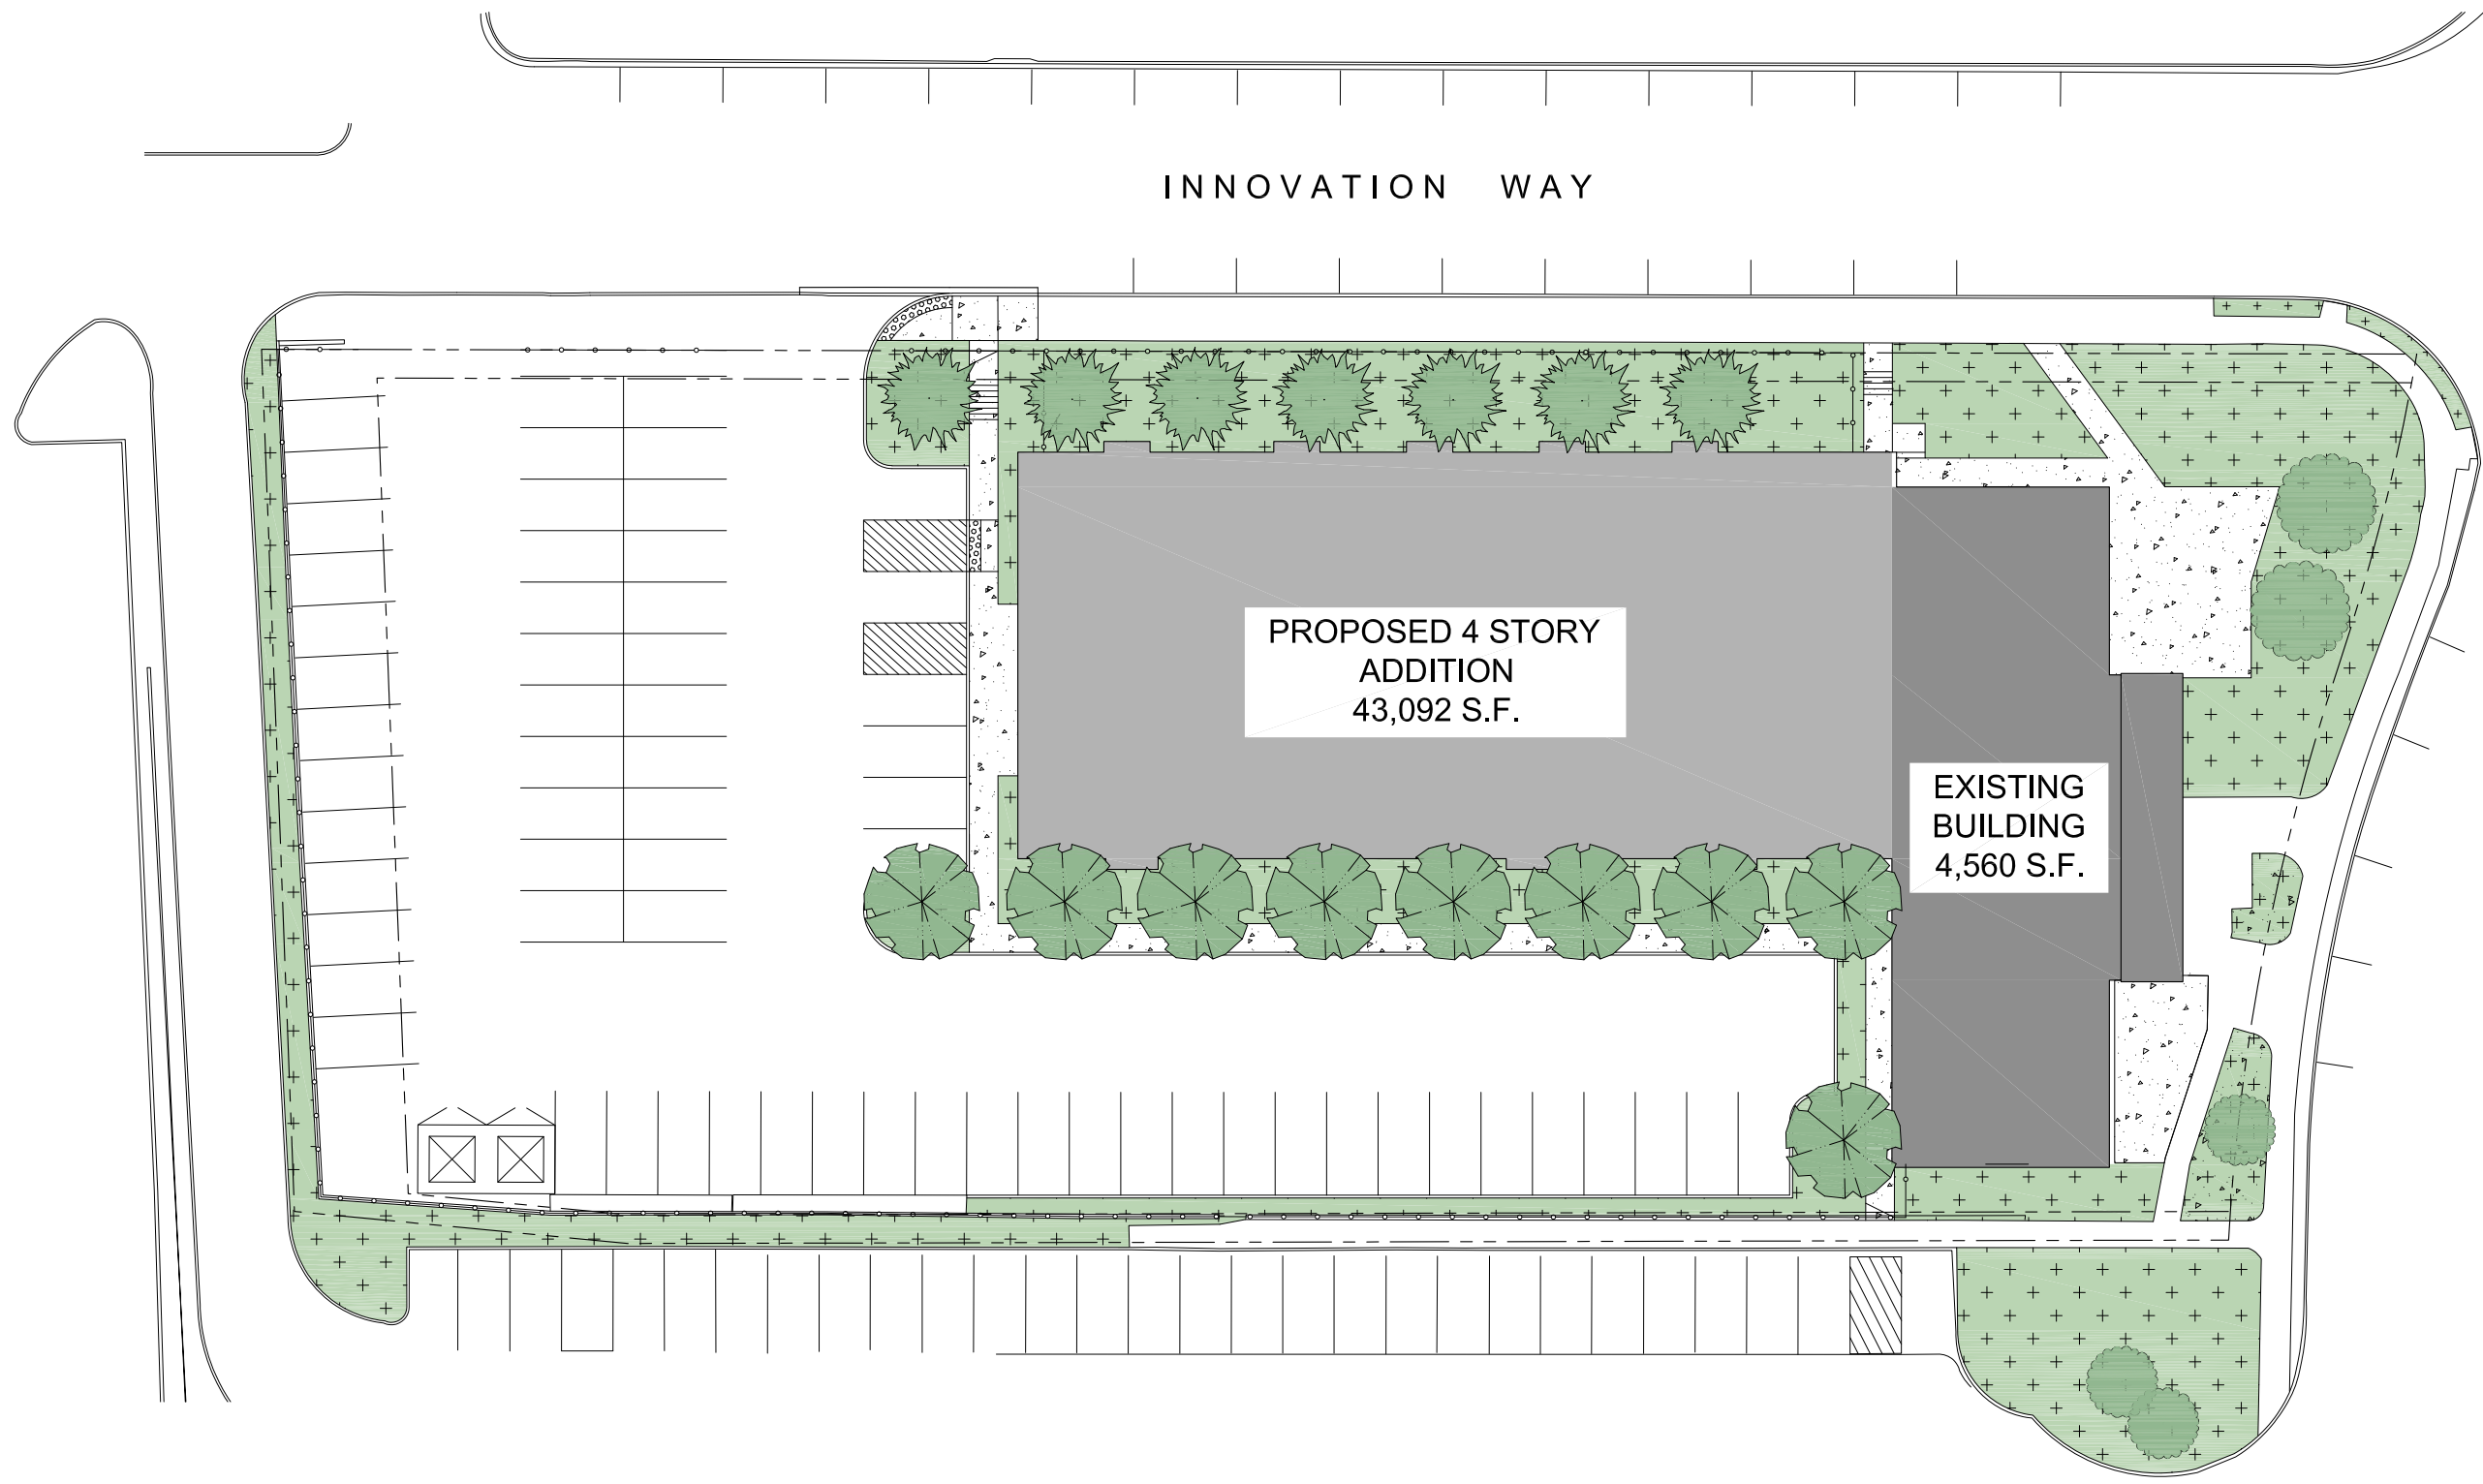 INNOVATION WAY
PROPOSED 4 STORY
ADDITION
43,092 S.F.
EXISTING
BUILDING
4,560 S.F.